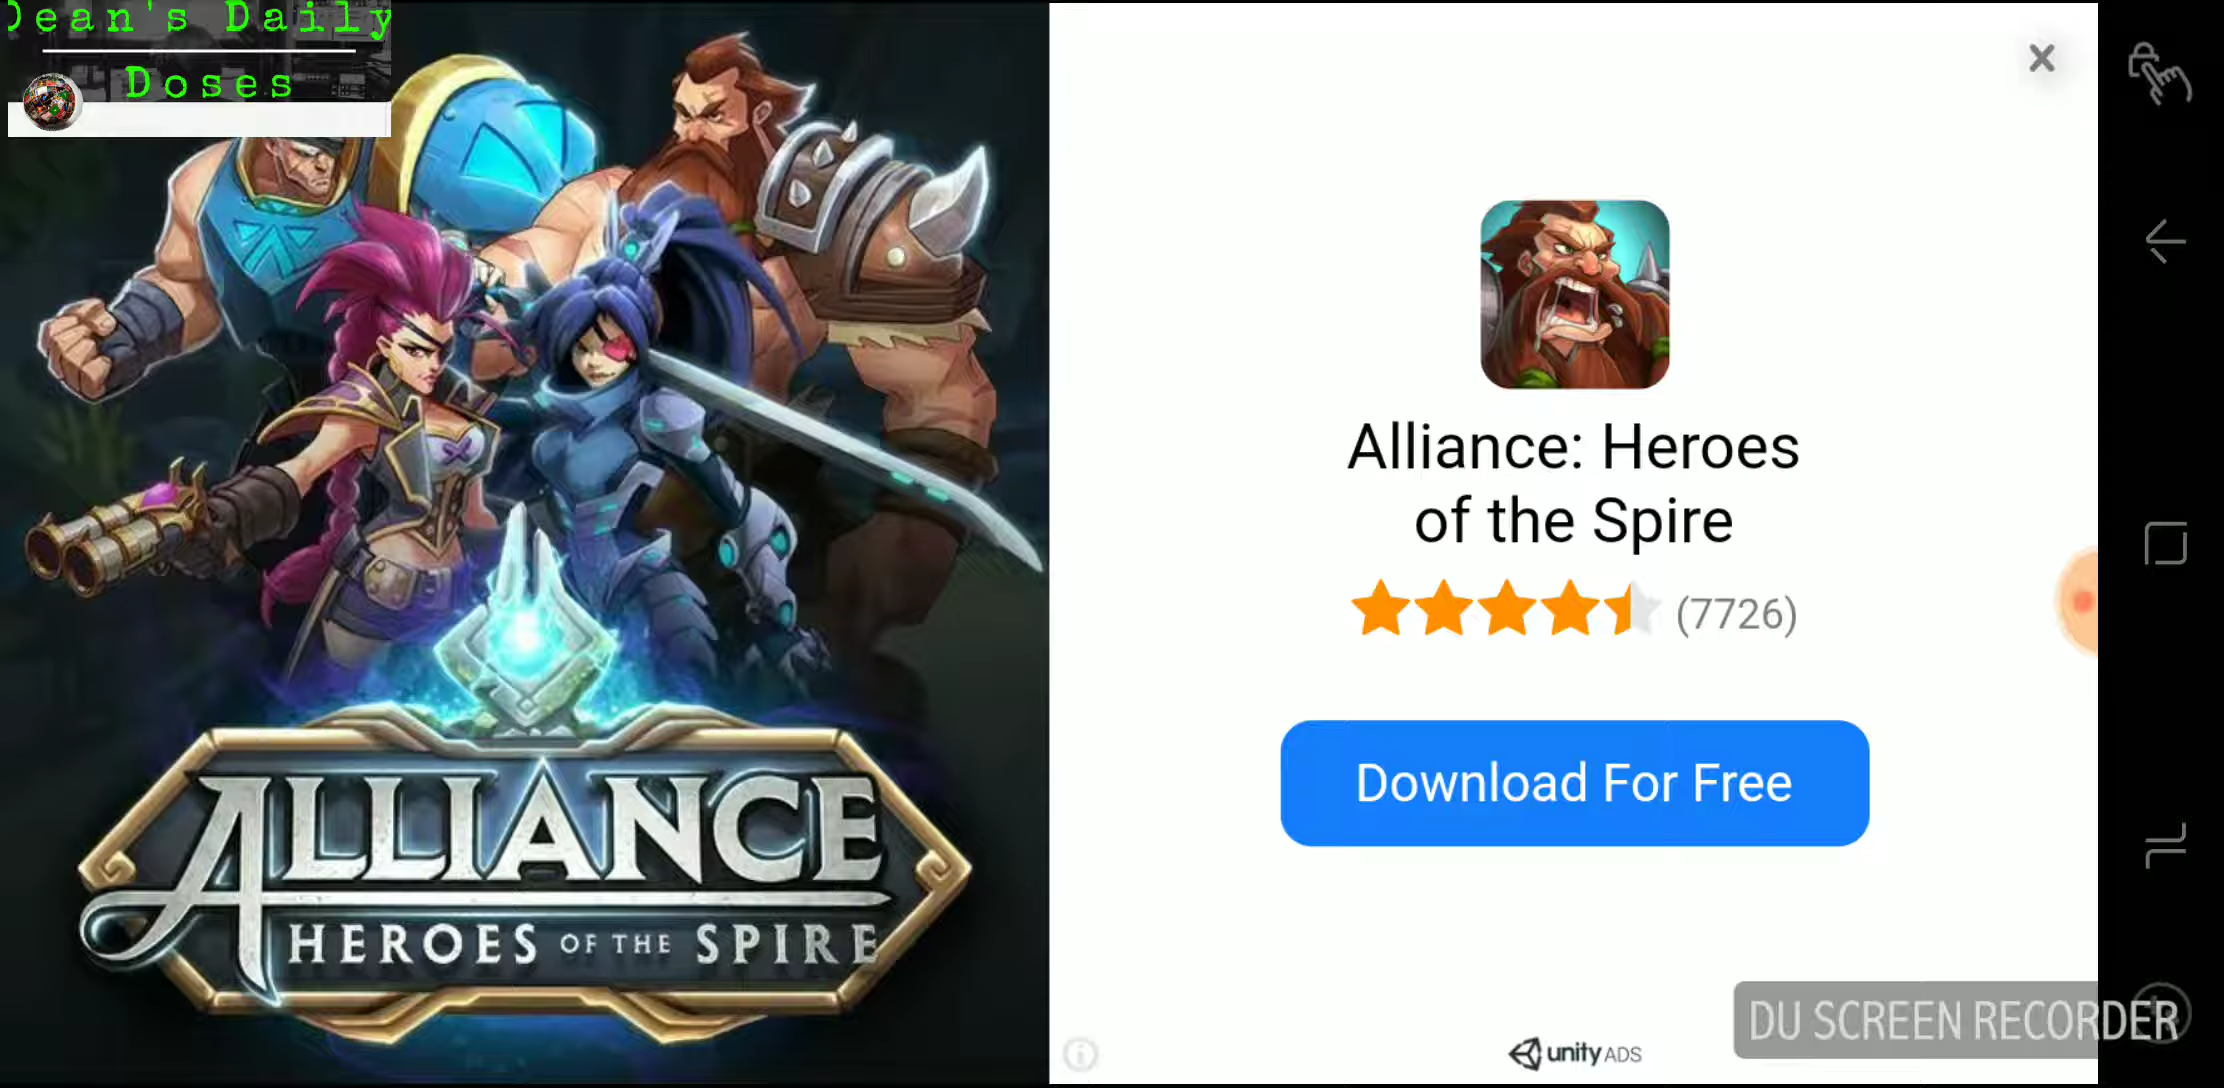 Dean's Daily
Doses
ALLIANCE
HEROES OF THE SPIRE
Alliance: Heroes
of the Spire
(7726)
Download For Free
unity ADS
DU SCREEN RECORDER